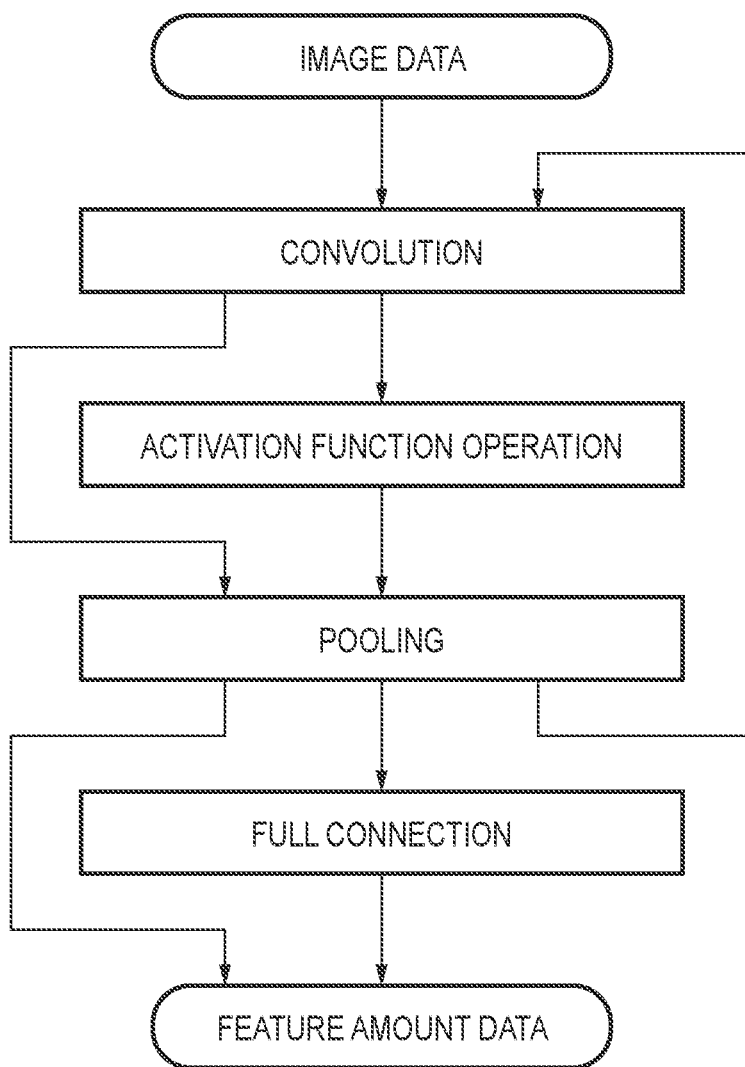 IMAGE DATA
CONVOLUTION
ACTIVATION FUNCTION OPERATION
POOLING
FULL CONNECTION
FEATURE AMOUNT DATA